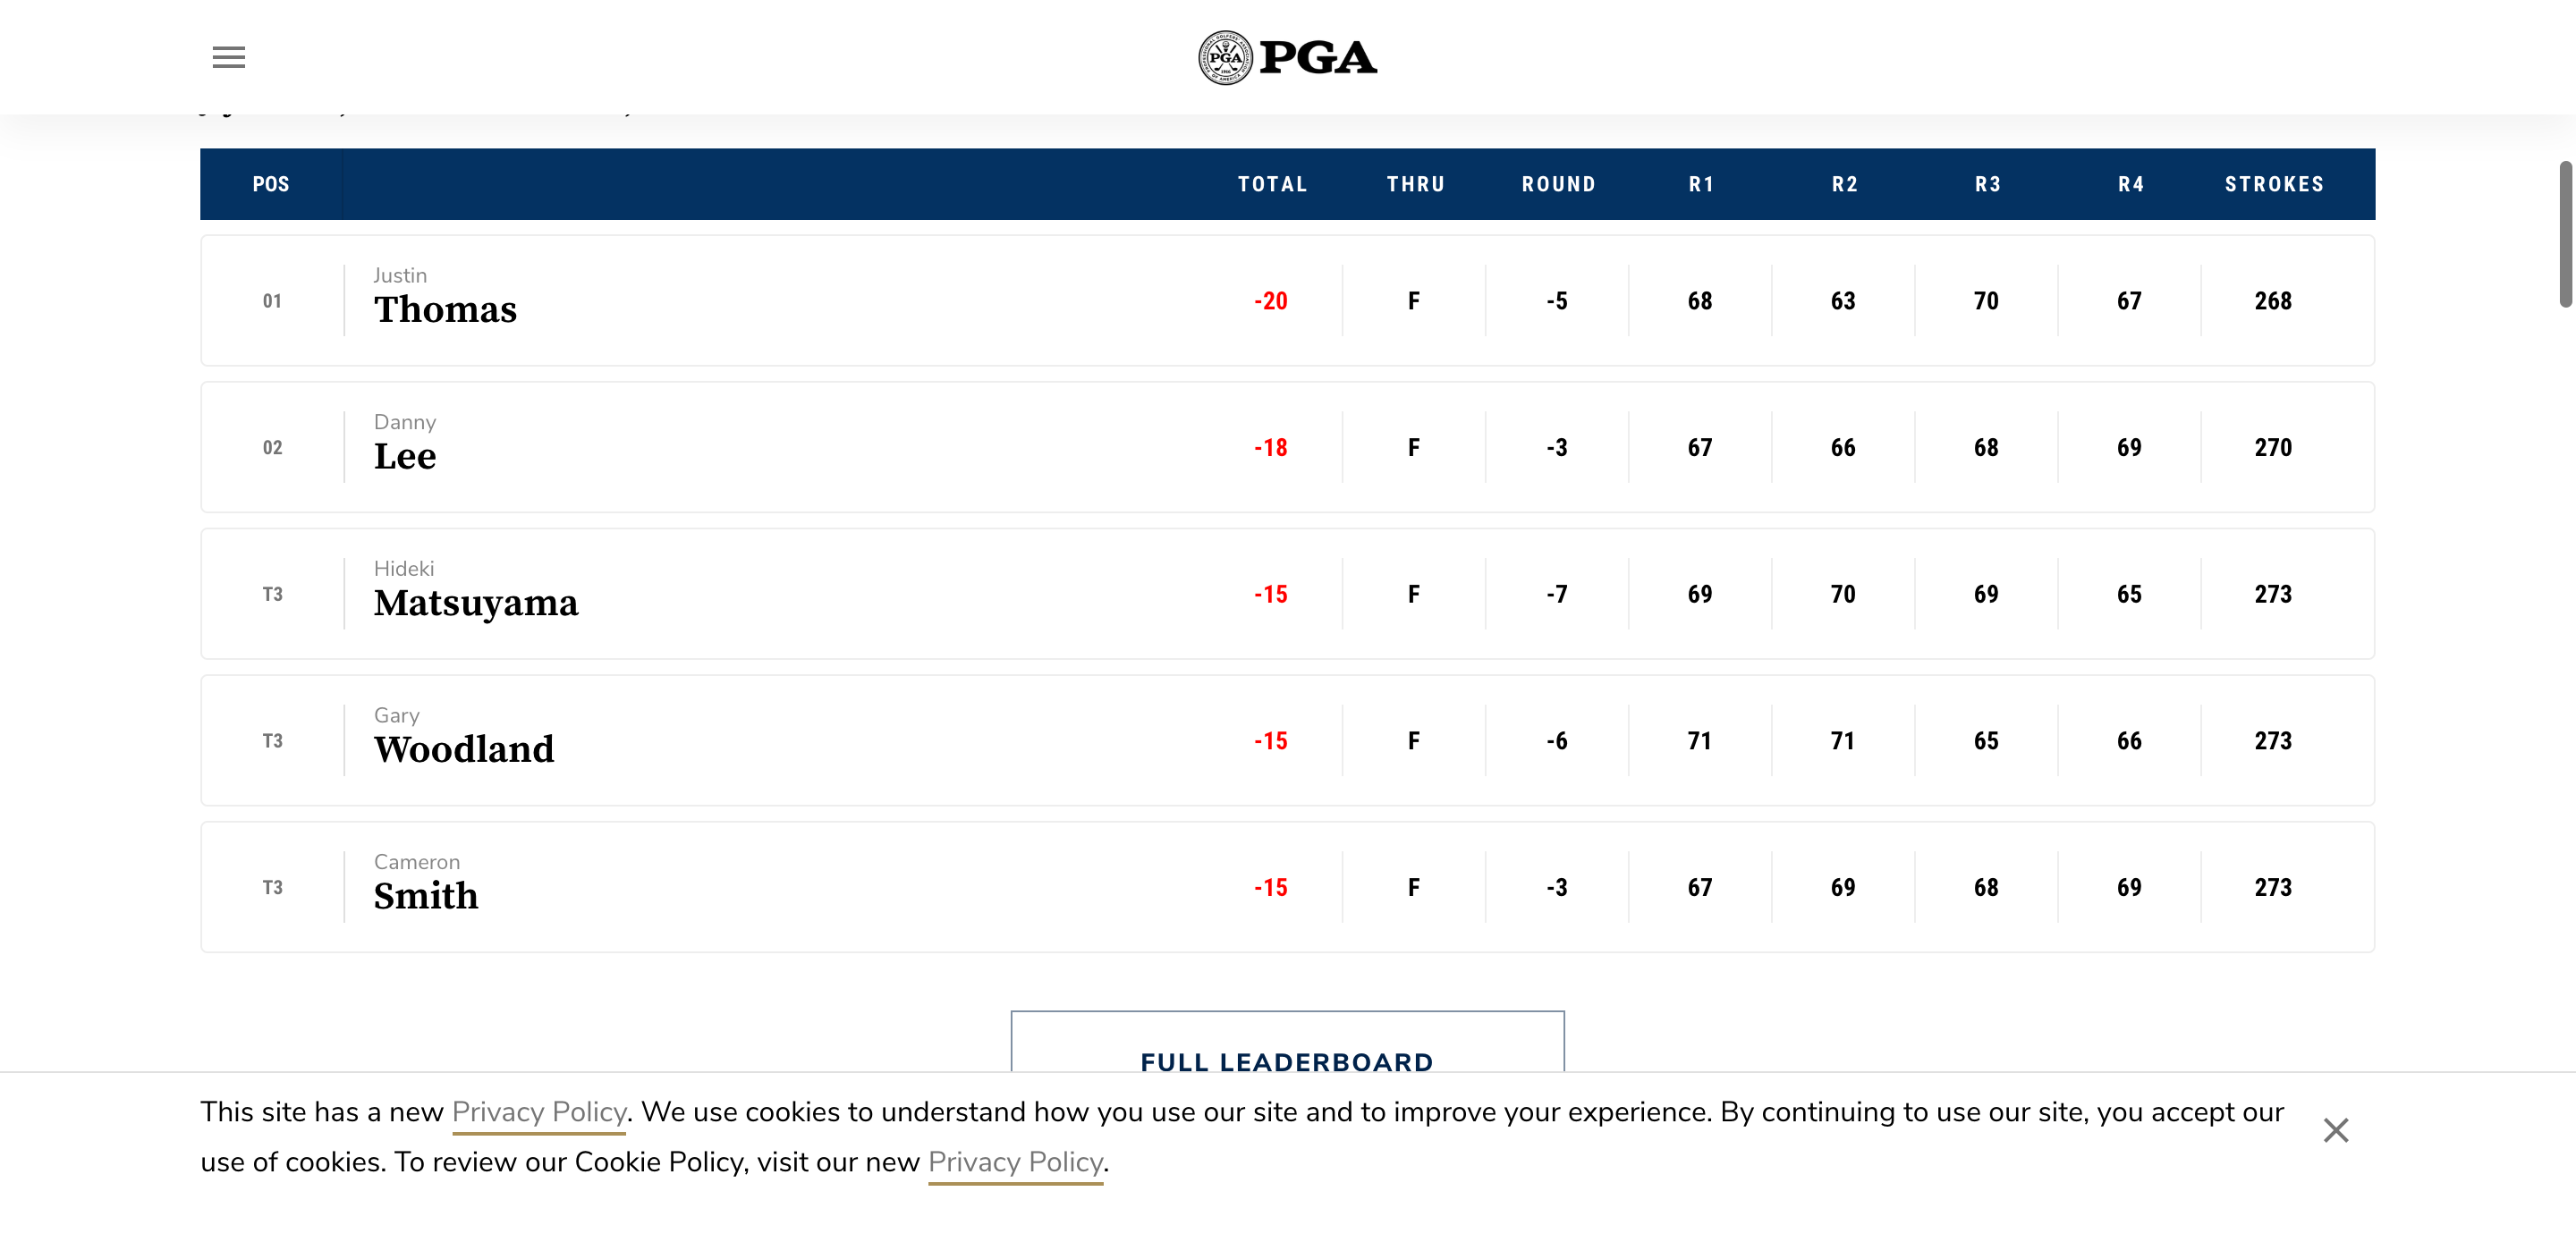 PGA PGA
POS TOTAL THRU ROUND R1 R2 R3 R4 STROKES
Justin
01 Thomas -20 F -5 68 63 70 67 268
Danny
02 Lee -18 F -3 67 66 68 69 270
Hideki
T3 Matsuyama -15 F -7 69 70 69 65 273
Gary
T3 Woodland -15 F -6 71 71 65 66 273
Cameron
T3 Smith -15 F -3 67 69 68 69 273
FULL LEADERBOARD
This site has a new Privacy Policy. We use cookies to understand how you use our site and to improve your experience. By continuing to use our site, you accept our
use of cookies. To review our Cookie Policy, visit our new Privacy Policy.